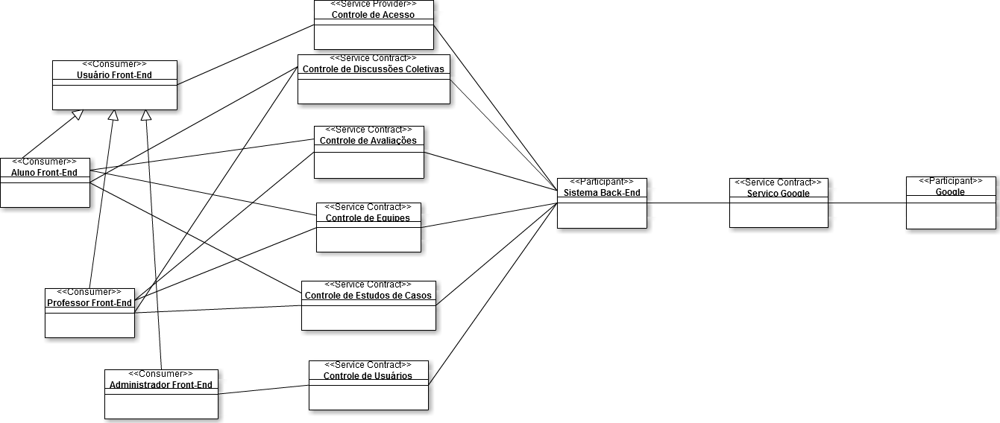 <<Service Provider>>
Controle de Acesso
<<Consumer>>
Usuário Front-End
<<Service Contract>>
Controle de Discussões Coletivas
<<Service Contract>>
Controle de Avaliações
<<Consumer>>
Aluno Front-End
<<Participant>>
Sistema Back-End
<<Service Contract>>
Serviço Google
<<Participant>>
Google
<<Service Contract>>
Controle de Equipes
<<Service Contract>>
Controle de Estudos de Casos
<<Consumer>>
Professor Front-End
<<Service Contract>>
Controle de Usuários
<<Consumer>>
Administrador Front-End